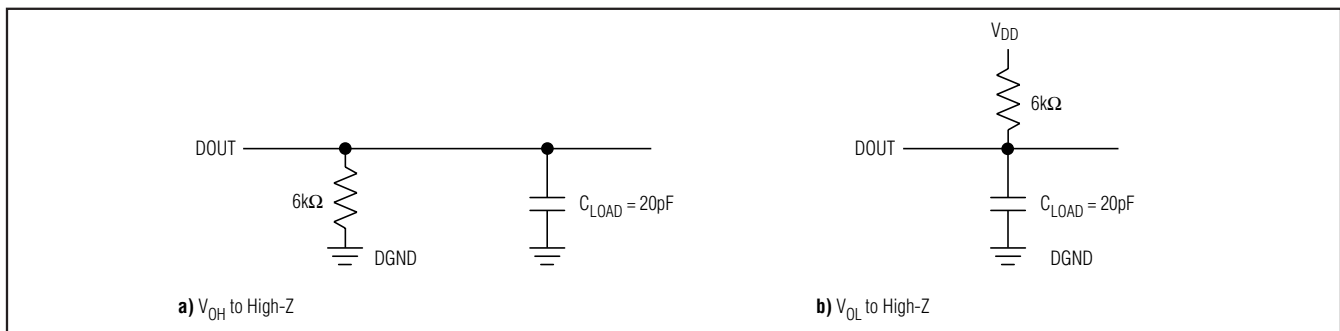 DOUT
6kΩ
DGND
C_LOAD = 20pF
a) V_OH to High-Z
V_DD
6kΩ
DOUT
C_LOAD = 20pF
DGND
b) V_OL to High-Z